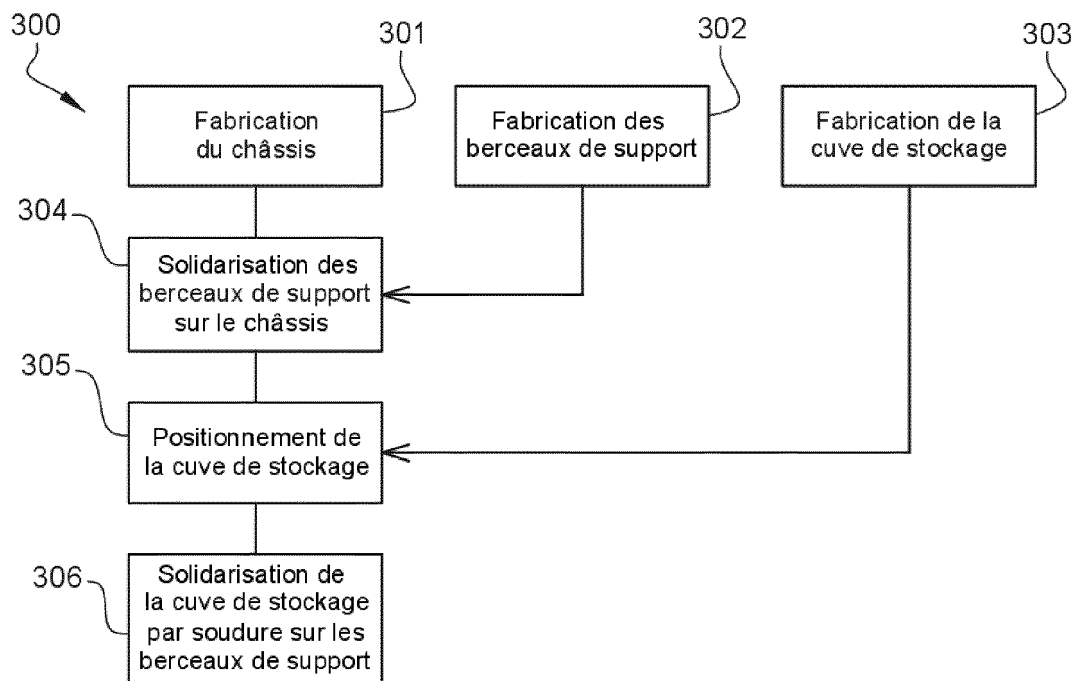 300
301
302
303
Fabrication
du châssis
Fabrication des
berceaux de support
Fabrication de la
cuve de stockage
304
Solidarisation des
berceaux de support
sur le châssis
305
Positionnement de
la cuve de stockage
306
Solidarisation de
la cuve de stockage
par soudure sur les
berceaux de support